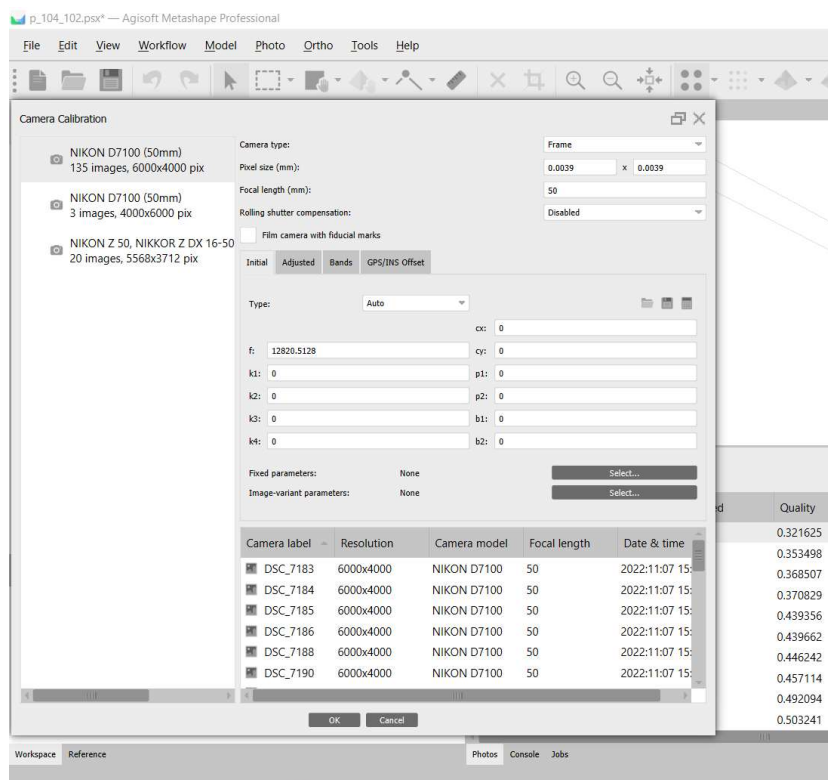 p_104_102.psx* — Agisoft Metashape Professional
File Edit View Workflow Model Photo Ortho Tools Help
Camera Calibration
NIKON D7100 (50mm)
135 images, 6000x4000 pix
NIKON D7100 (50mm)
3 images, 4000x6000 pix
NIKON Z 50, NIKKOR Z DX 16-50
20 images, 5568x3712 pix
Camera type: Frame
Pixel size (mm): 0.0039 x 0.0039
Focal length (mm): 50
Rolling shutter compensation: Disabled
Film camera with fiducial marks
Initial Adjusted Bands GPS/INS Offset
Type: Auto
cx: 0
f: 12820.5128 cy: 0
k1: 0 p1: 0
k2: 0 p2: 0
k3: 0 b1: 0
k4: 0 b2: 0
Fixed parameters: None Select...
Image-variant parameters: None Select...
Camera label Resolution Camera model Focal length Date & time
DSC_7183 6000x4000 NIKON D7100 50 2022:11:07 15:
DSC_7184 6000x4000 NIKON D7100 50 2022:11:07 15:
DSC_7185 6000x4000 NIKON D7100 50 2022:11:07 15:
DSC_7186 6000x4000 NIKON D7100 50 2022:11:07 15:
DSC_7188 6000x4000 NIKON D7100 50 2022:11:07 15:
DSC_7190 6000x4000 NIKON D7100 50 2022:11:07 15:
OK Cancel
d Quality
0.321625
0.353498
0.368507
0.370829
0.439356
0.439662
0.446242
0.457114
0.492094
0.503241
Workspace Reference
Photos Console Jobs